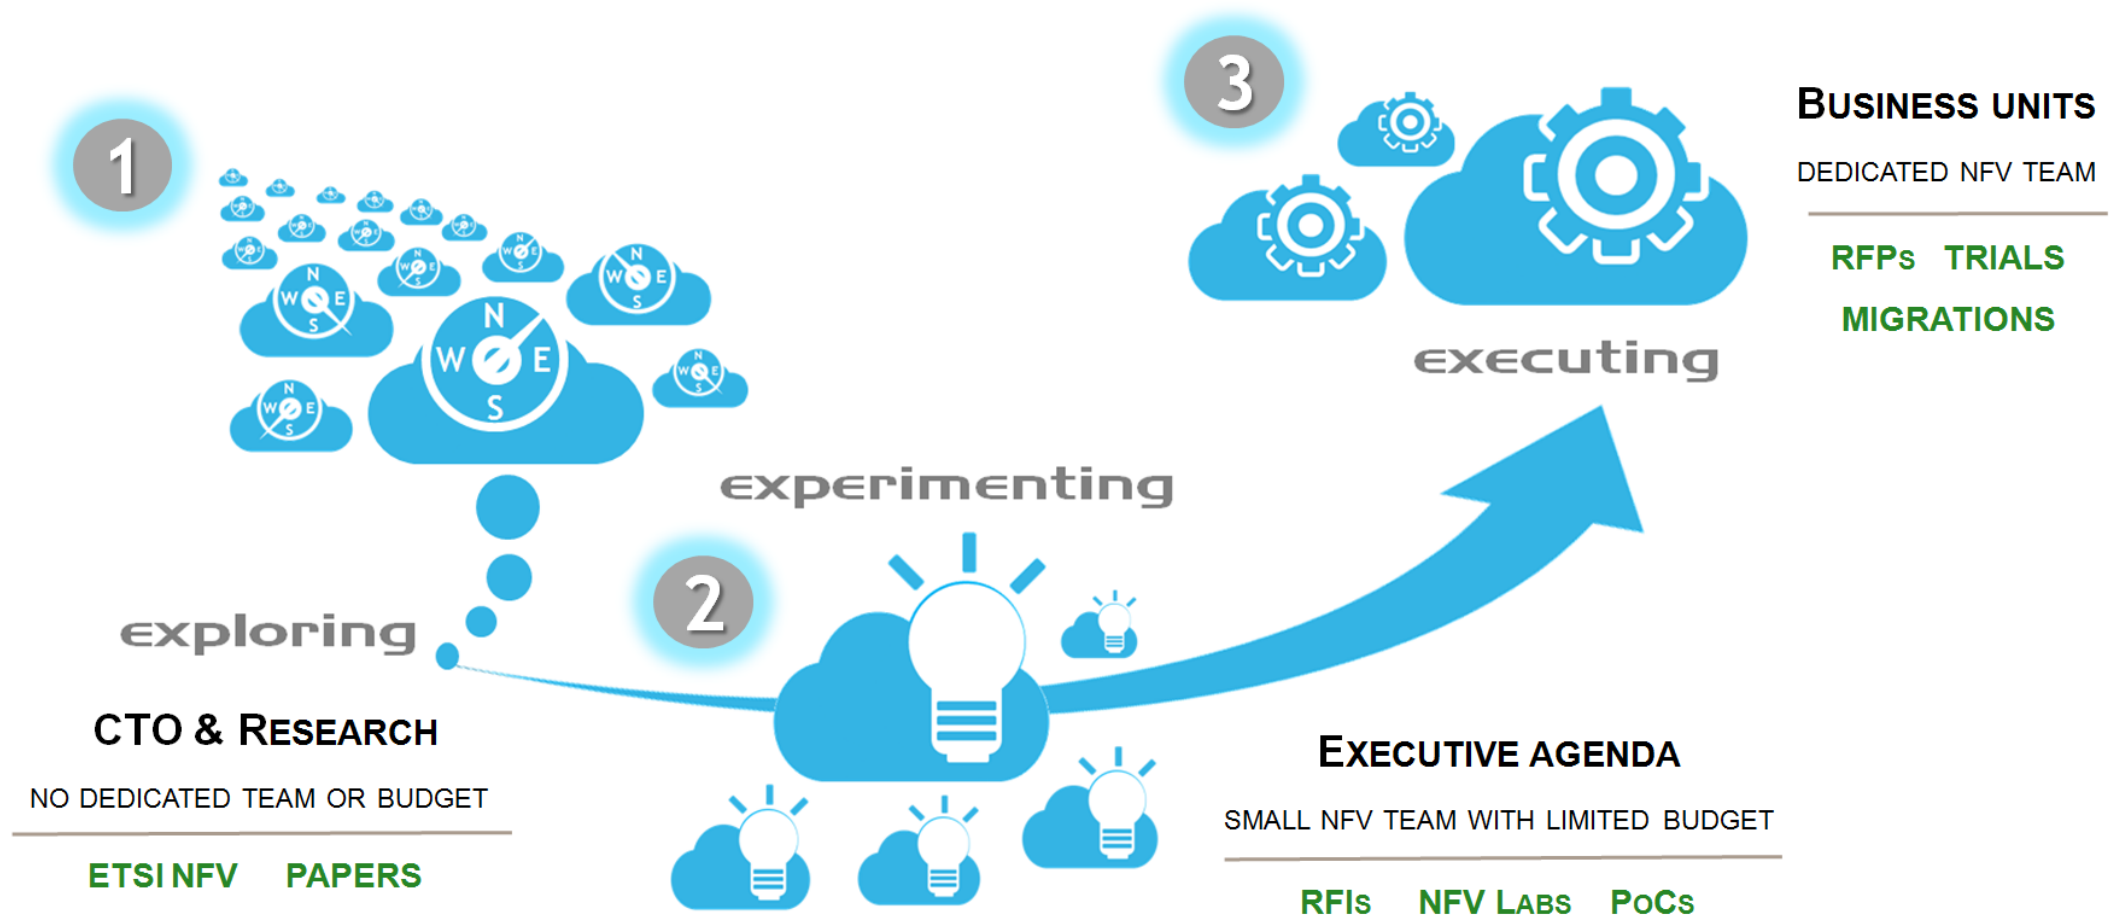 1
N
W E
S
exploring
CTO & RESEARCH
NO DEDICATED TEAM OR BUDGET
ETSI NFV PAPERS
2
experimenting
EXECUTIVE AGENDA
SMALL NFV TEAM WITH LIMITED BUDGET
RFIs NFV LABS PoCs
3
executing
BUSINESS UNITS
DEDICATED NFV TEAM
RFPs TRIALS
MIGRATIONS